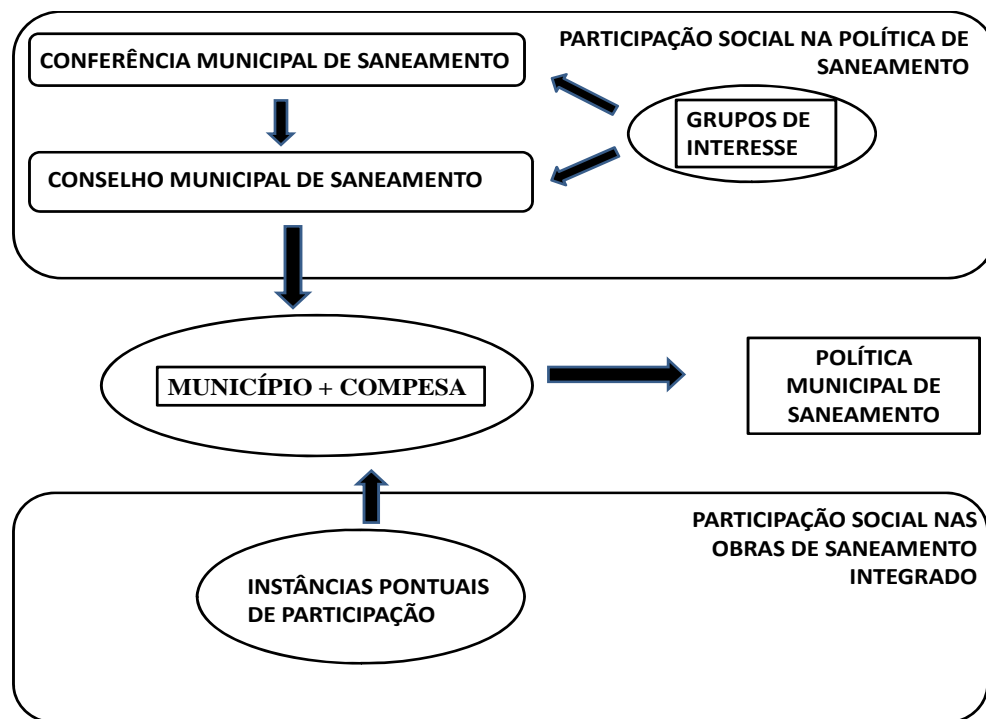 PARTICIPAÇÃO SOCIAL NA POLÍTICA DE
SANEAMENTO
CONFERÊNCIA MUNICIPAL DE SANEAMENTO
GRUPOS DE
INTERESSE
CONSELHO MUNICIPAL DE SANEAMENTO
MUNICÍPIO + COMPESA
POLÍTICA
MUNICIPAL DE
SANEAMENTO
PARTICIPAÇÃO SOCIAL NAS
OBRAS DE SANEAMENTO
INTEGRADO
INSTÂNCIAS PONTUAIS
DE PARTICIPAÇÃO